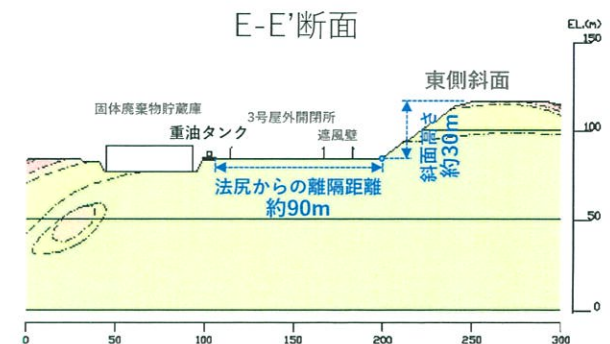 E-E’断面
EL.(m)
150
東側斜面
固体廃棄物貯蔵庫
3号屋外開閉所
重油タンク
遮風壁
斜面高さ
約30m
100
法尻からの離隔距離
約90m
50
0
0 50 100 150 200 250 300